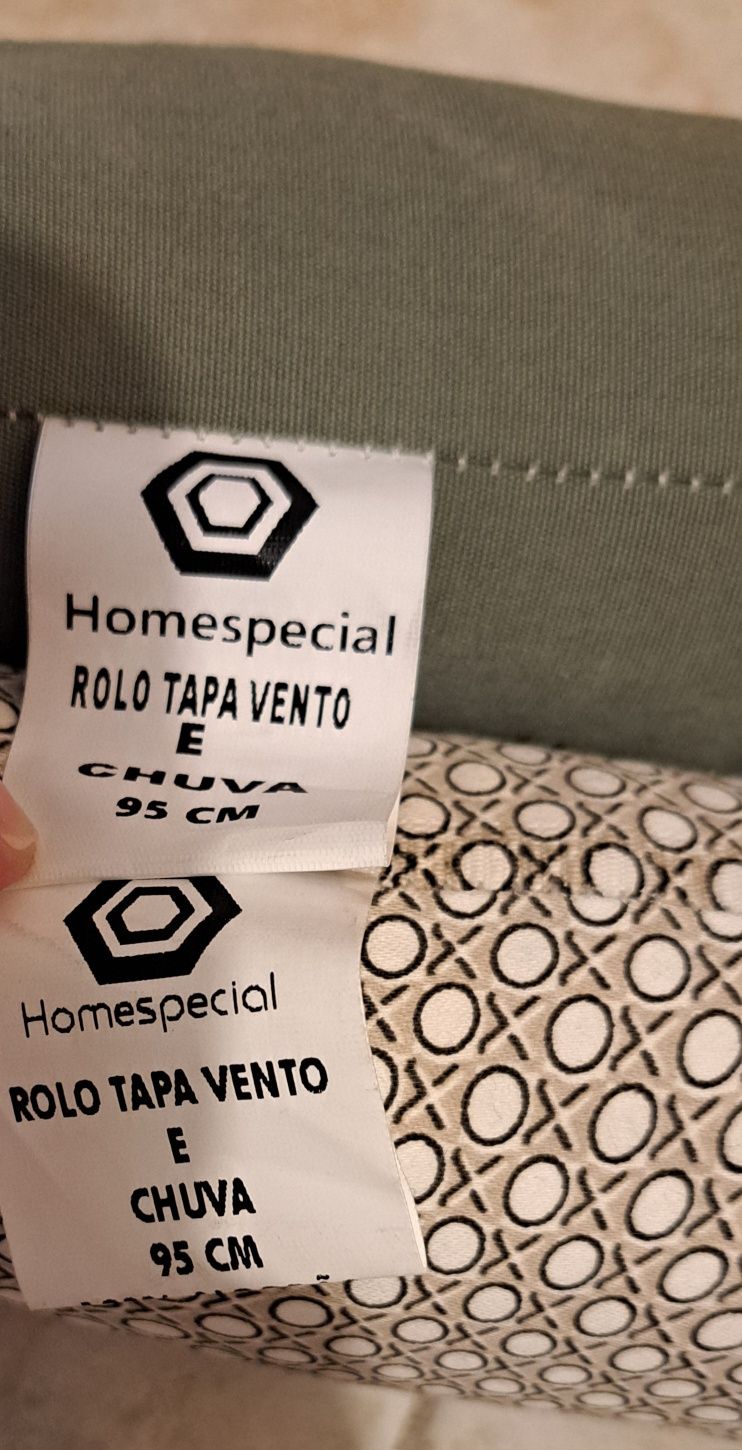 Homespecial
ROLO TAPA VENTO
E
CHUVA
95 CM
Homespecial
ROLO TAPA VENTO
E
CHUVA
95 CM